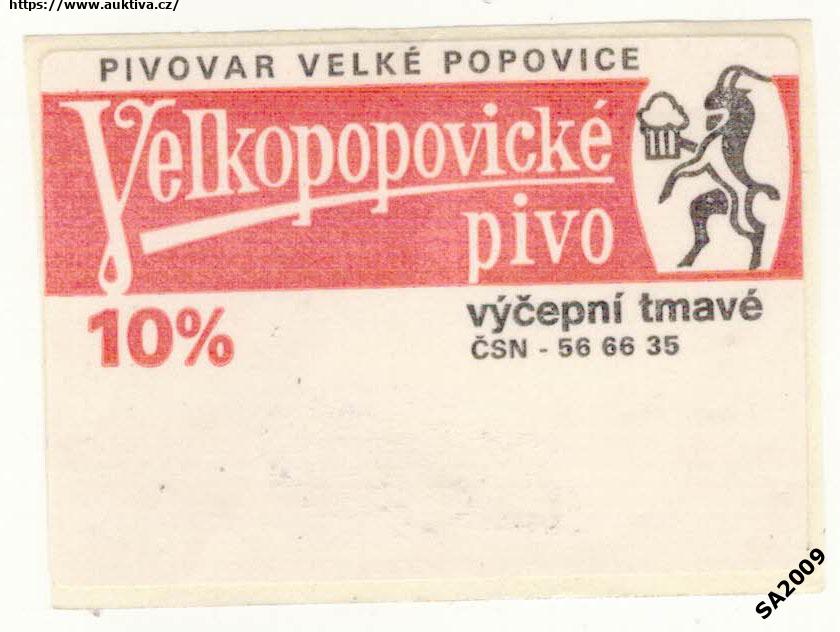 https://www.auktiva.cz/
PIVOVAR VELKÉ POPOVICE
Velkopopovické
pivo
10%
výčepní tmavé
ČSN - 56 66 35
SA2009